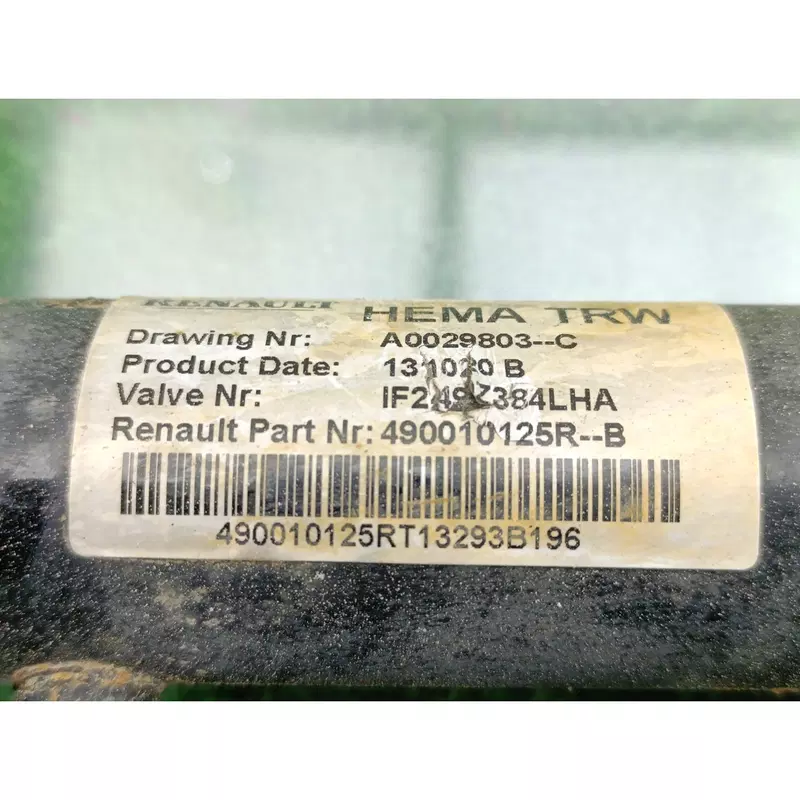 RENAULT HEMA TRW
Drawing Nr: A0029803--C
Product Date: 131020 B
Valve Nr:
Renault Part Nr: 490010125R--B
490010125RT13293B196